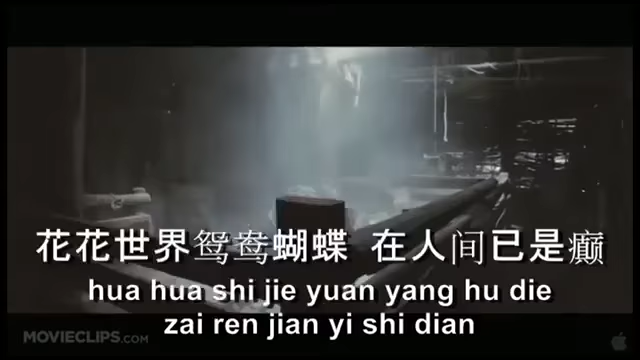 花花世界鸳鸯蝴蝶 在人间已是癫
hua hua shi jie yuan yang hu die
zai ren jian yi shi dian
MOVIECLIPS.COM